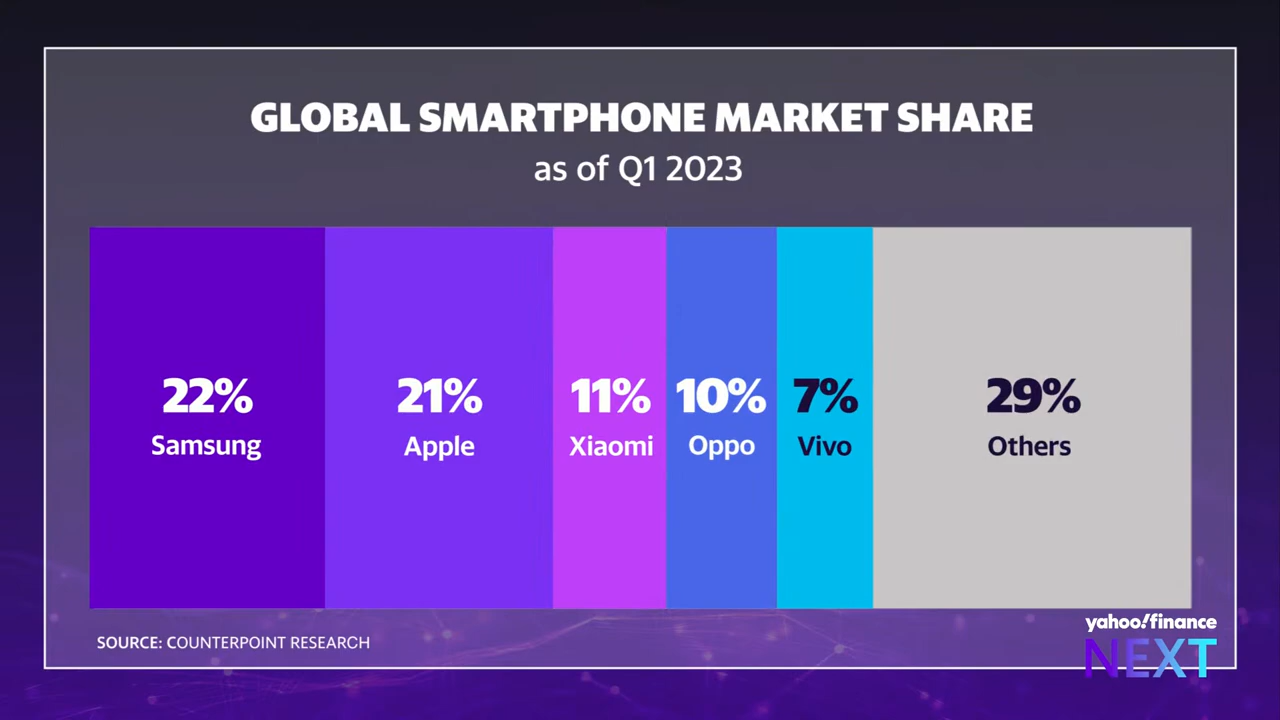 GLOBAL SMARTPHONE MARKET SHARE
as of Q1 2023
22%
Samsung
21%
Apple
11%
Xiaomi
10%
Oppo
7%
Vivo
29%
Others
SOURCE: COUNTERPOINT RESEARCH
yahoo!finance
NEXT